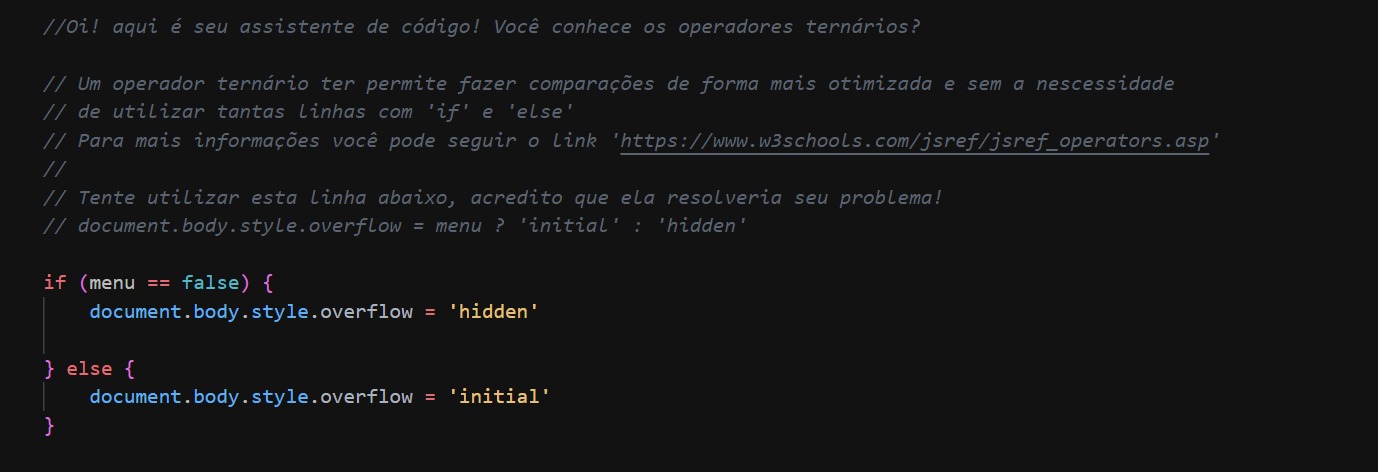 //Oi! aqui é seu assistente de código! Você conhece os operadores ternários?
// Um operador ternário ter permite fazer comparações de forma mais otimizada e sem a nescessidade
// de utilizar tantas linhas com 'if' e 'else'
// Para mais informações você pode seguir o link 'https://www.w3schools.com/jsref/jsref_operators.asp'
//
// Tente utilizar esta linha abaixo, acredito que ela resolveria seu problema!
// document.body.style.overflow = menu ? 'initial' : 'hidden'
if (menu == false) {
document.body.style.overflow = 'hidden'
} else {
document.body.style.overflow = 'initial'
}